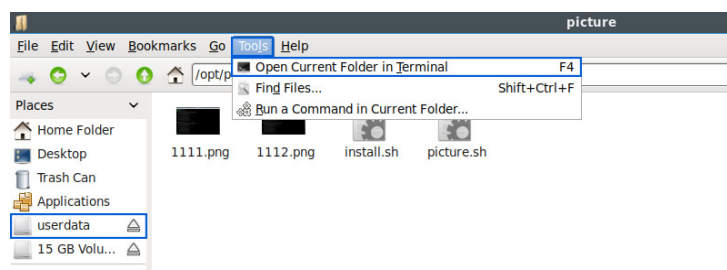 picture
File Edit View Bookmarks Go Tools Help
/opt/p
Open Current Folder in Terminal F4
Find Files... Shift+Ctrl+F
Run a Command in Current Folder...
Places
Home Folder
Desktop
Trash Can
Applications
userdata
15 GB Volu...
1111.png 1112.png install.sh picture.sh